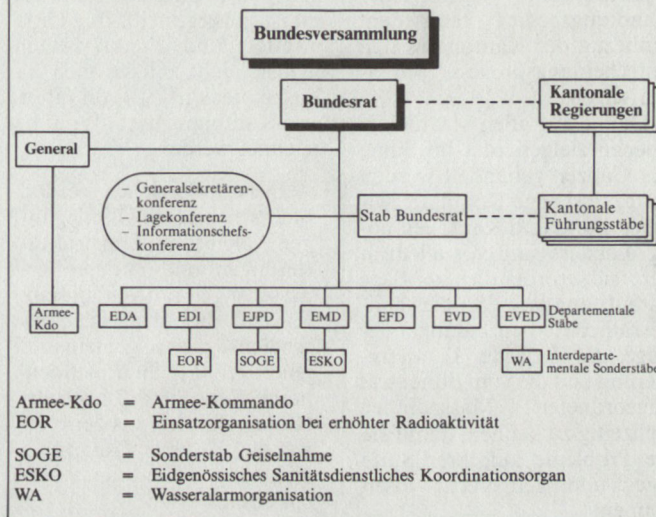 Bundesversammlung
Bundesrat
Kantonale
Regierungen
General
– Generalsekretären-
konferenz
– Lagekonferenz
– Informationschefs-
konferenz
Stab Bundesrat
Kantonale
Führungsstäbe
Armee-
Kdo
EDA
EDI
EJPD
EMD
EFD
EVD
EVED
Departementale
Stäbe
EOR
SOGE
ESKO
WA
Interdeparte-
mentale Sonderstäbe
Armee-Kdo = Armee-Kommando
EOR = Einsatzorganisation bei erhöhter Radioaktivität
SOGE = Sonderstab Geiselnahme
ESKO = Eidgenössisches Sanitätsdienstliches Koordinationsorgan
WA = Wasseralarmorganisation